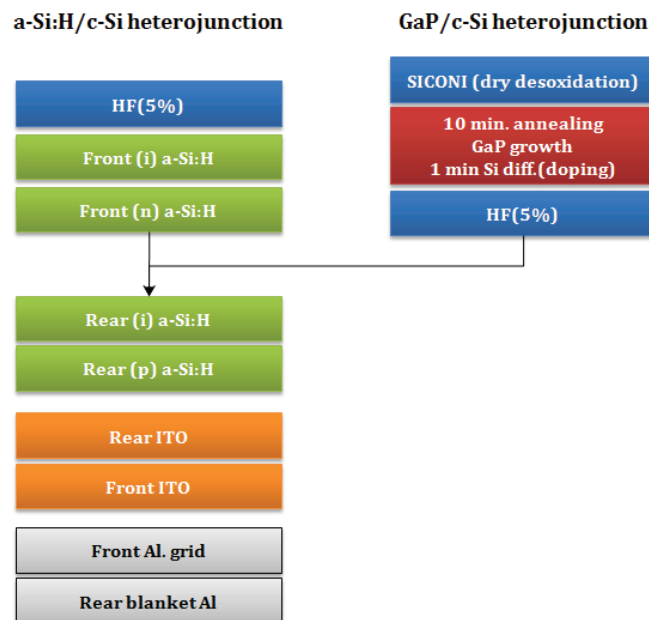 a-Si:H/c-Si heterojunction
HF(5%)
Front (i) a-Si:H
Front (n) a-Si:H
GaP/c-Si heterojunction
SICONI (dry desoxidation)
10 min. annealing
GaP growth
1 min Si diff.(doping)
HF(5%)
Rear (i) a-Si:H
Rear (p) a-Si:H
Rear ITO
Front ITO
Front Al. grid
Rear blanket Al